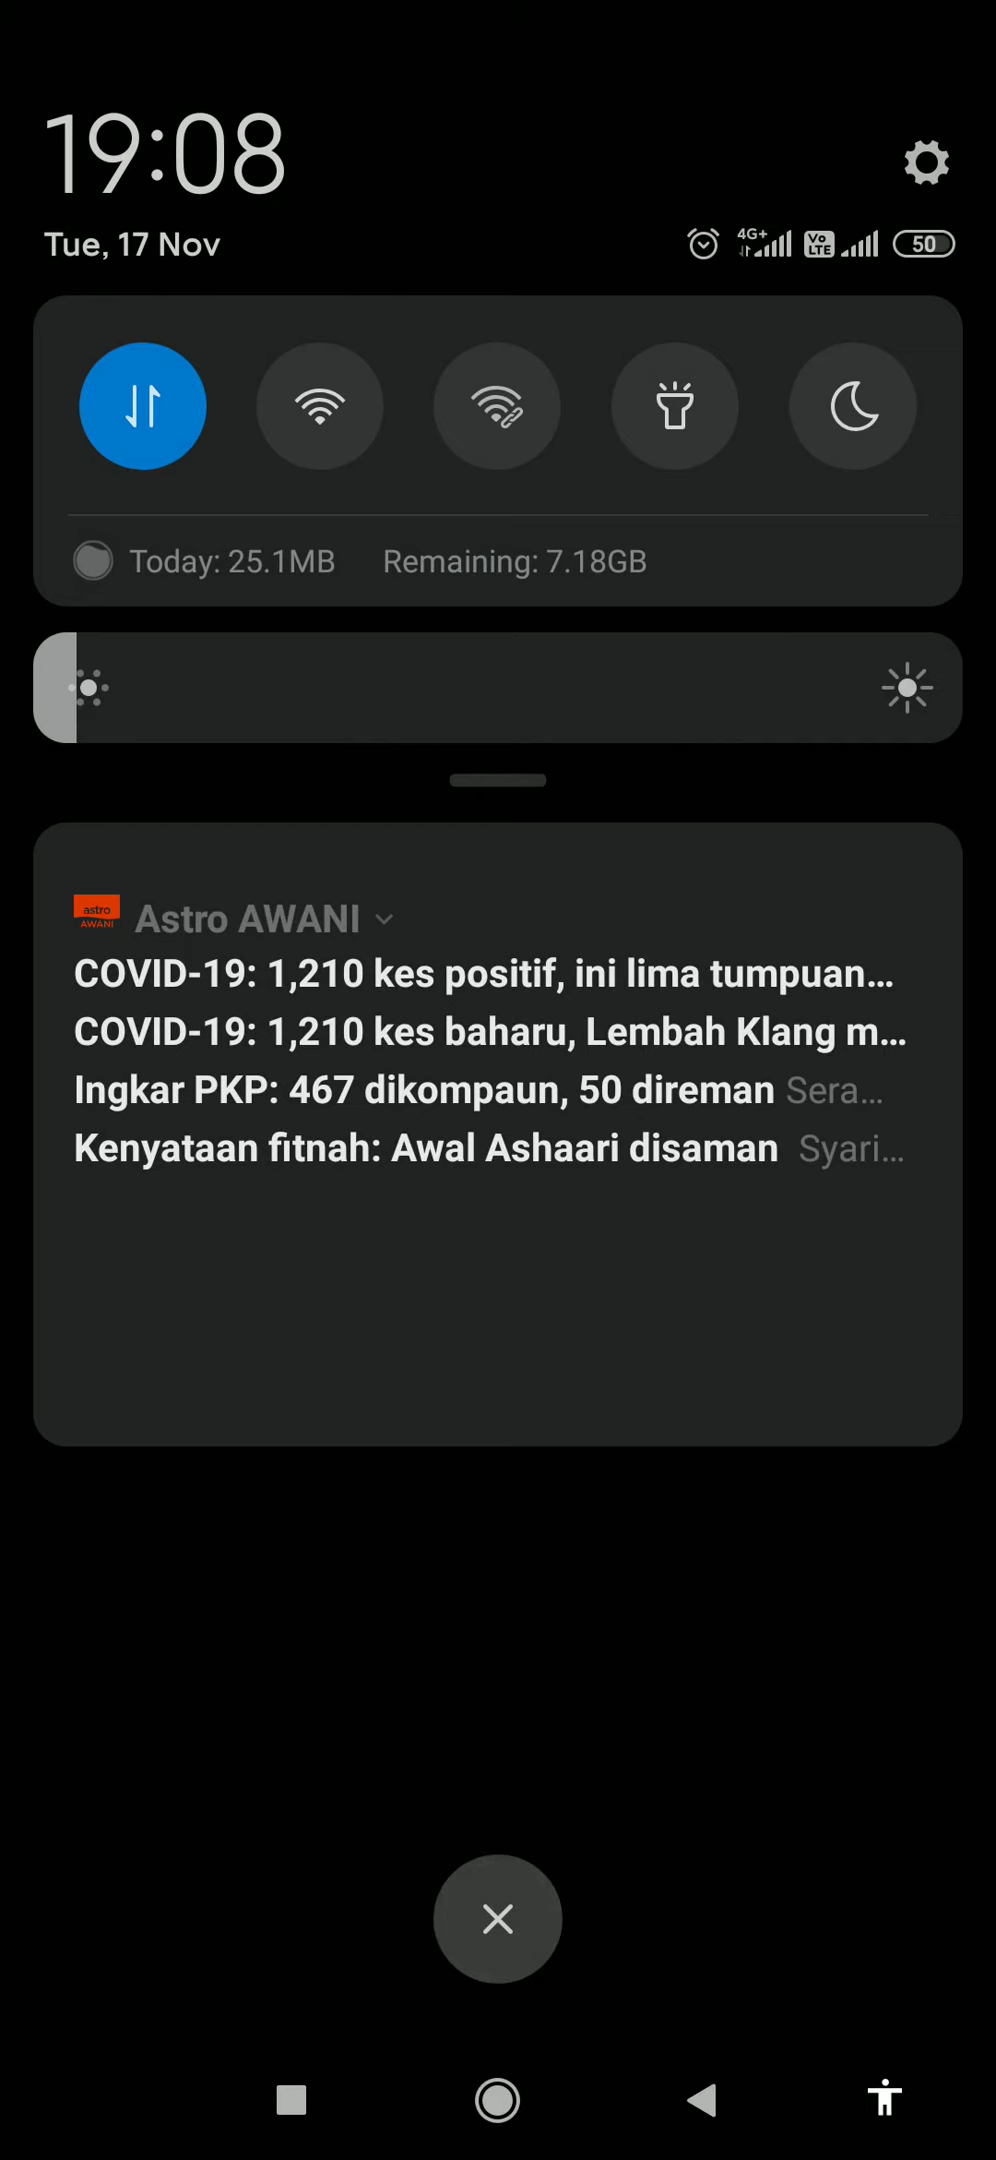 19:08
Tue, 17 Nov
4G+ Vo LTE 50
Today: 25.1MB Remaining: 7.18GB
astro AWANI
Astro AWANI
COVID-19: 1,210 kes positif, ini lima tumpuan...
COVID-19: 1,210 kes baharu, Lembah Klang m...
Ingkar PKP: 467 dikompaun, 50 direman Sera...
Kenyataan fitnah: Awal Ashaari disaman Syari...